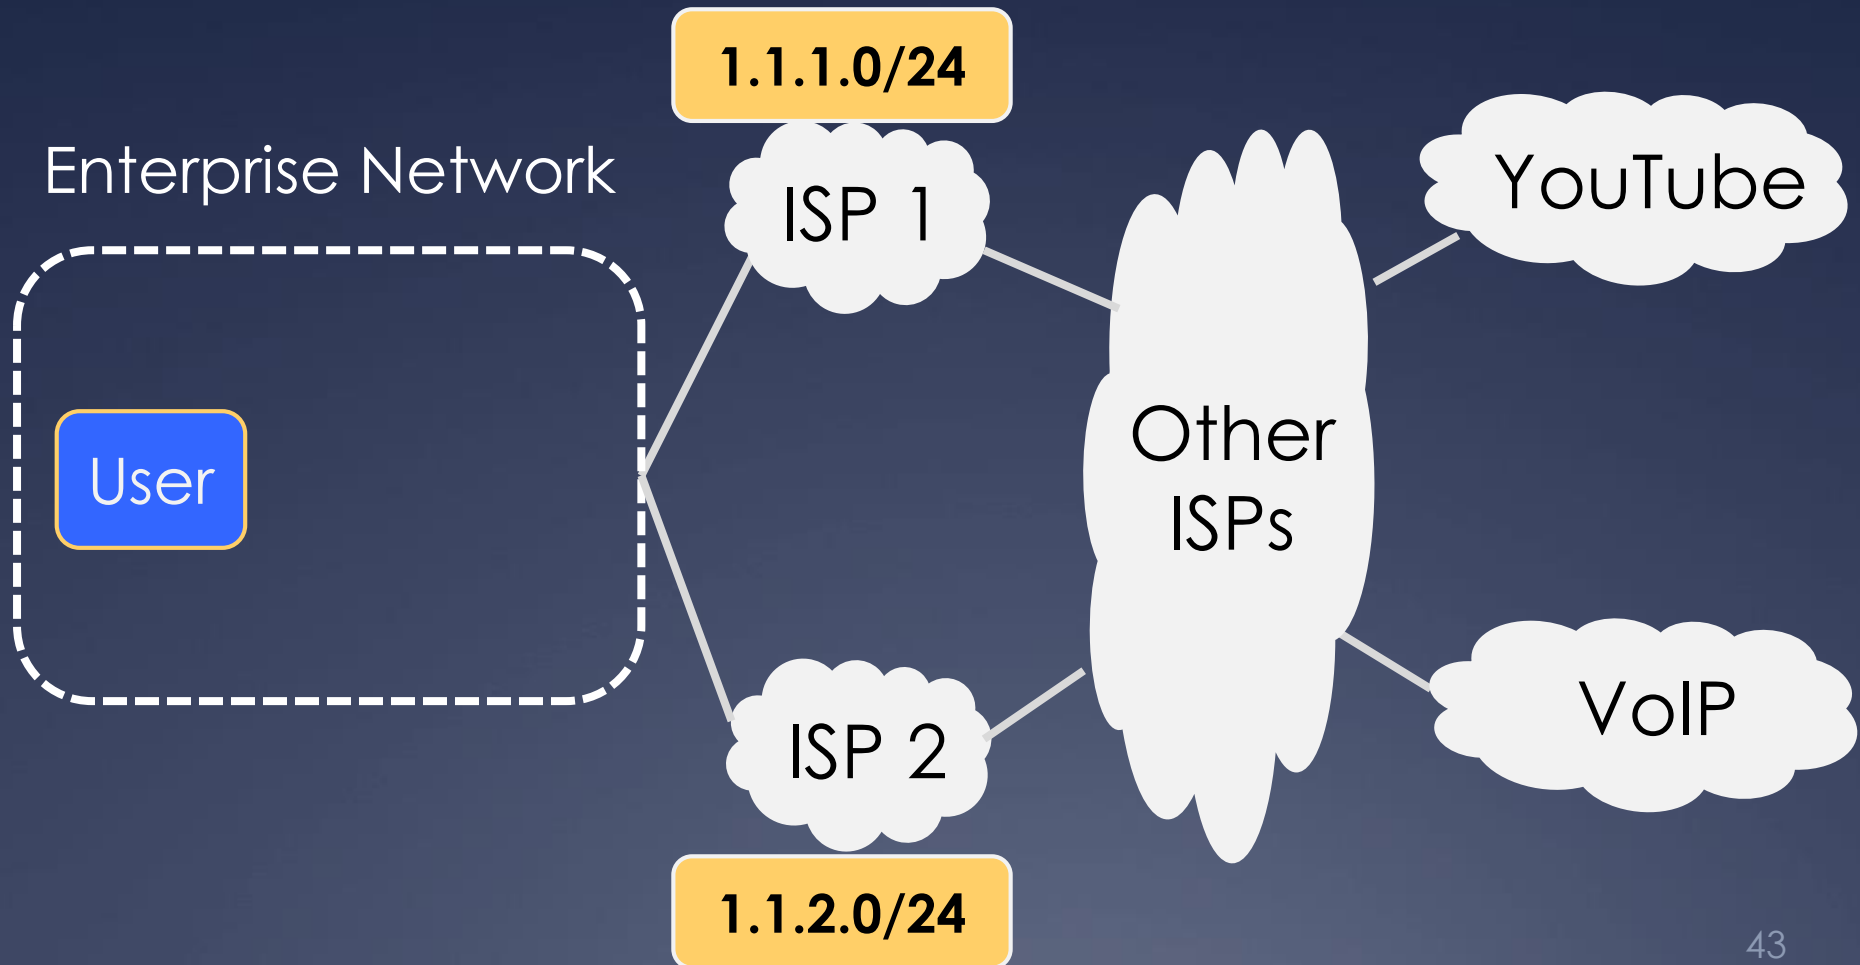 1.1.1.0/24
Enterprise Network
ISP 1
YouTube
User
Other
ISPs
ISP 2
VoIP
1.1.2.0/24
43